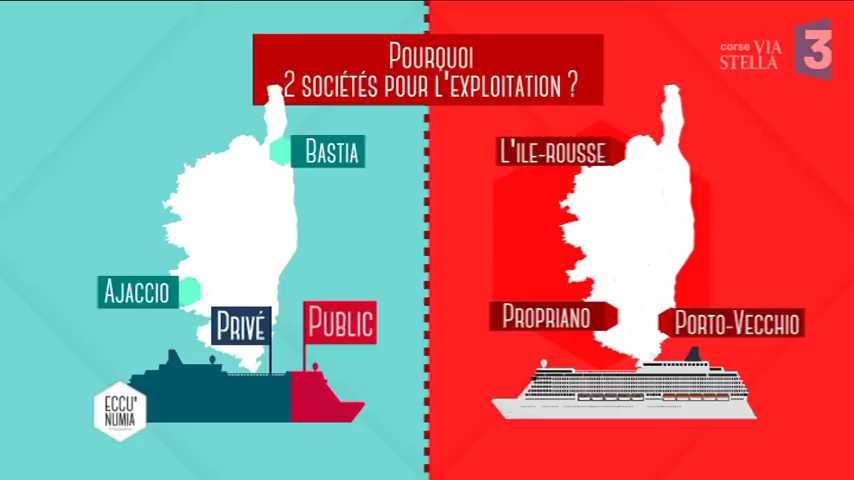 corse VIA
STELLA
3
POURQUOI
2 SOCIÉTÉS POUR L'EXPLOITATION ?
BASTIA
L'ILE-ROUSSE
AJACCIO
PRIVÉ
PUBLIC
PROPRIANO
PORTO-VECCHIO
ECCU'
NUMIA